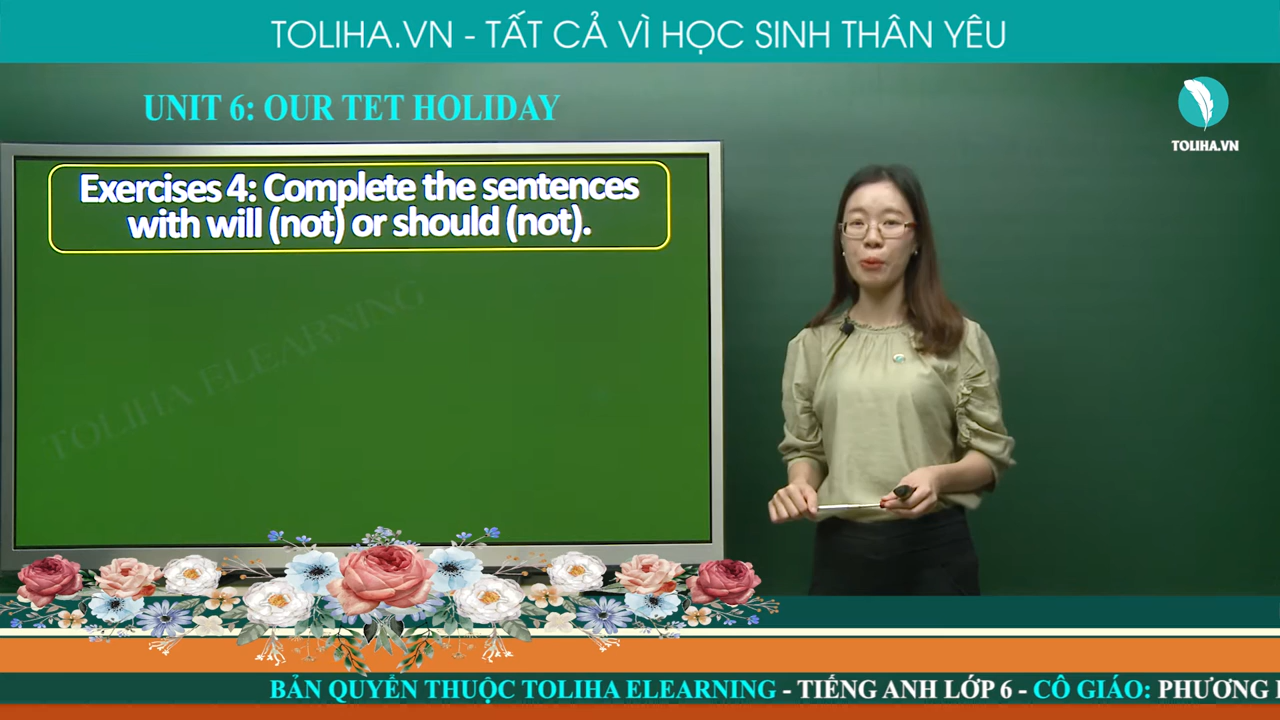 TOLIHA.VN - TẤT CẢ VÌ HỌC SINH THÂN YÊU
UNIT 6: OUR TET HOLIDAY
TOLIHA.VN
Exercises 4: Complete the sentences
with will (not) or should (not).
TOLIHA ELEARNING
BẢN QUYỀN THUỘC TOLIHA ELEARNING - TIẾNG ANH LỚP 6 - CÔ GIÁO: PHƯƠNG